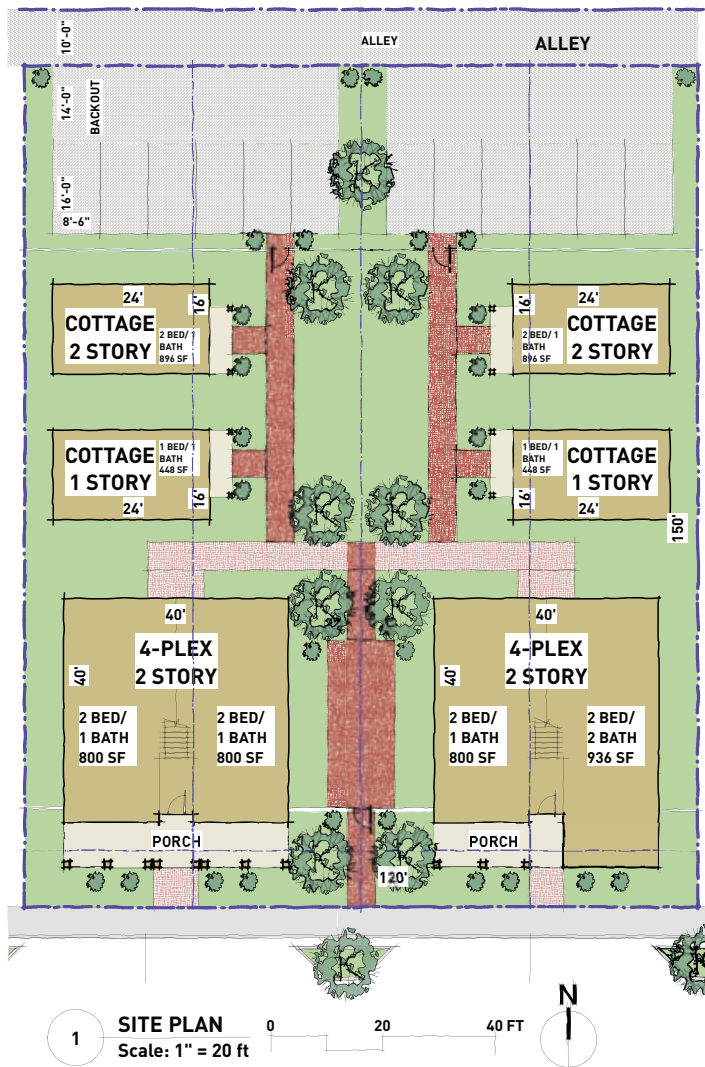 10'-0"
ALLEY
ALLEY
14'-0"
BACKOUT
16'-0"
8'-6"
24'
16'
COTTAGE
2 STORY
2 BED/ 1
BATH
896 SF
16'
24'
2 BED/ 1
BATH
896 SF
COTTAGE
2 STORY
COTTAGE
1 STORY
1 BED/ 1
BATH
448 SF
24'
16'
1 BED/ 1
BATH
448 SF
COTTAGE
1 STORY
16'
24'
150'
40'
4-PLEX
2 STORY
40'
2 BED/
1 BATH
800 SF
2 BED/
1 BATH
800 SF
40'
4-PLEX
2 STORY
40'
2 BED/
1 BATH
800 SF
2 BED/
2 BATH
936 SF
PORCH
PORCH
120'
1
SITE PLAN
Scale: 1" = 20 ft
0
20
40 FT
N